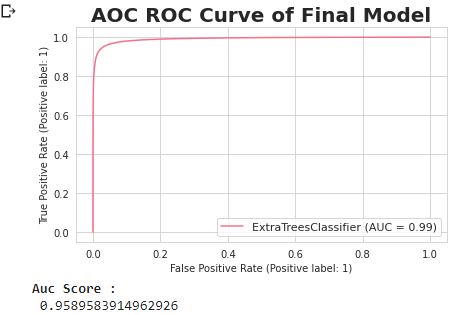 AOC ROC Curve of Final Model
1.0
0.8
0.6
0.4
0.2
0.0
True Positive Rate (Positive label: 1)
ExtraTreesClassifier (AUC = 0.99)
0.0 0.2 0.4 0.6 0.8 1.0
False Positive Rate (Positive label: 1)
Auc Score :
0.9589583914962926